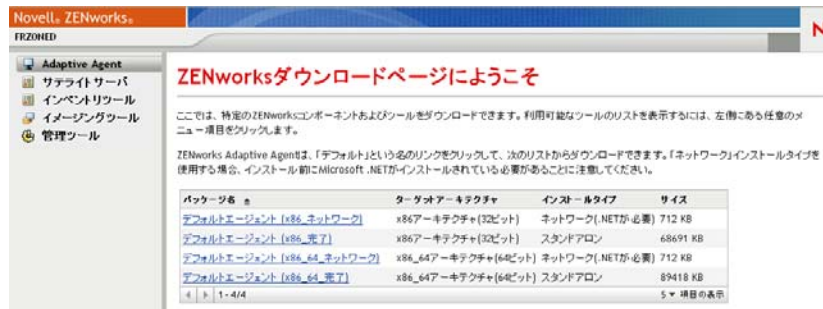 Novell® ZENworks®
N
FRZONED
Adaptive Agent
サテライトサーバ
インベントリツール
イメージングツール
管理ツール
ZENworksダウンロードページにようこそ
ここでは、特定のZENworksコンポーネントおよびツールをダウンロードできます。利用可能なツールのリストを表示するには、左側にある任意のメ
ニュー項目をクリックします。
ZENworks Adaptive Agentは、「デフォルト」という名のリンクをクリックして、次のリストからダウンロードできます。「ネットワーク」インストールタイプを
使用する場合、インストール前にMicrosoft .NETがインストールされている必要があることに注意してください。
パッケージ名 ターゲットアーキテクチャ インストールタイプ サイズ
デフォルトエージェント (x86_ネットワーク) x86アーキテクチャ(32ビット) ネットワーク(.NETが必要) 712 KB
デフォルトエージェント (x86_完了) x86アーキテクチャ(32ビット) スタンドアロン 68691 KB
デフォルトエージェント (x86_64_ネットワーク) x86_64アーキテクチャ(64ビット) ネットワーク(.NETが必要) 712 KB
デフォルトエージェント (x86_64_完了) x86_64アーキテクチャ(64ビット) スタンドアロン 89418 KB
1-4/4 5 ▼ 項目の表示